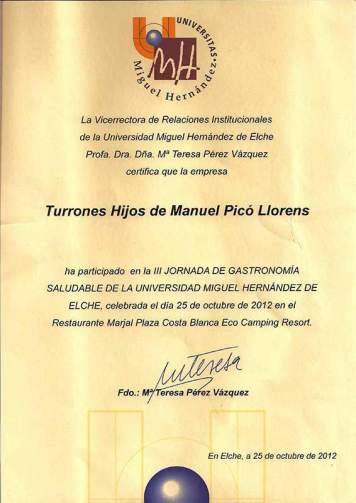 UNIVERSITAS
Miguel Hernández
La Vicerrectora de Relaciones Institucionales
de la Universidad Miguel Hernández de Elche
Profa. Dra. Dña. Mª Teresa Pérez Vázquez
certifica que la empresa
Turrones Hijos de Manuel Picó Llorens
ha participado en la III JORNADA DE GASTRONOMÍA
SALUDABLE DE LA UNIVERSIDAD MIGUEL HERNÁNDEZ DE
ELCHE, celebrada el día 25 de octubre de 2012 en el
Restaurante Marjal Plaza Costa Blanca Eco Camping Resort.
Mteresa
Fdo.: Mª Teresa Pérez Vázquez
En Elche, a 25 de octubre de 2012